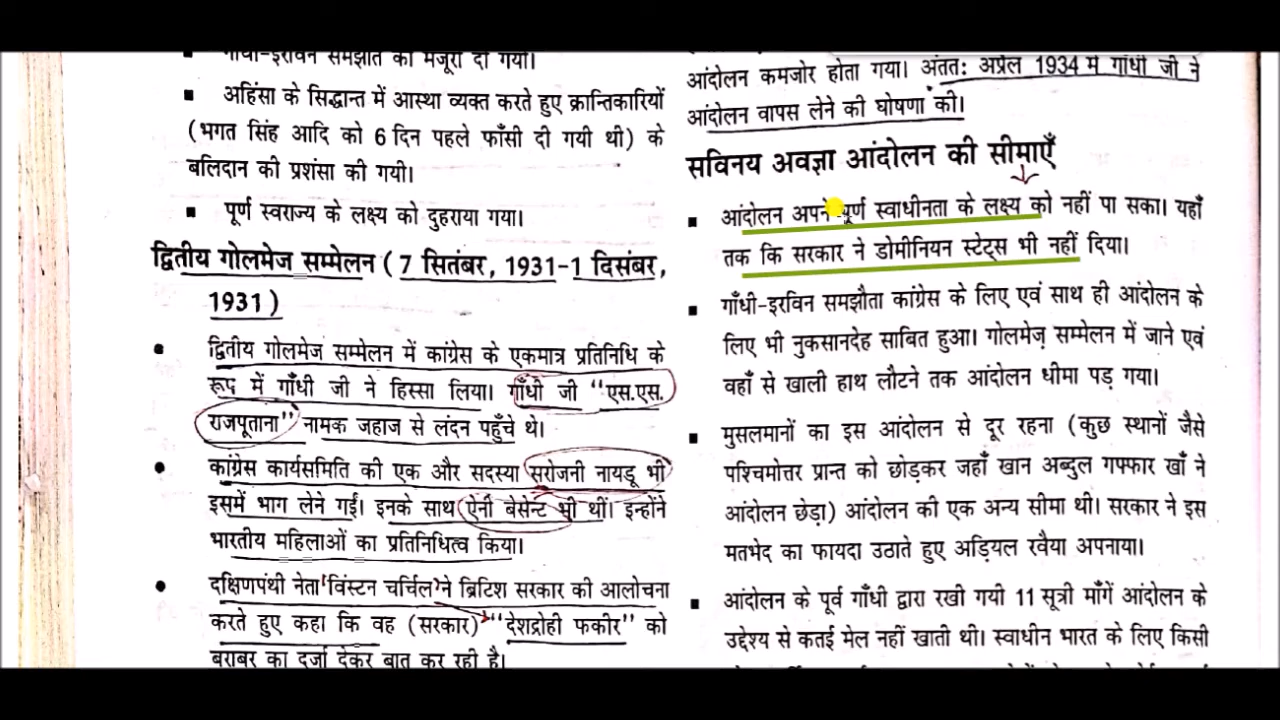 गाँधी-इरविन समझौते को मंजूरी दी गयी।
▪ अहिंसा के सिद्धान्त में आस्था व्यक्त करते हुए क्रान्तिकारियों
(भगत सिंह आदि को 6 दिन पहले फाँसी दी गयी थी) के
बलिदान की प्रशंसा की गयी।
▪ पूर्ण स्वराज्य के लक्ष्य को दुहराया गया।
द्वितीय गोलमेज सम्मेलन ( 7 सितंबर, 1931-1 दिसंबर,
1931)
• द्वितीय गोलमेज सम्मेलन में कांग्रेस के एकमात्र प्रतिनिधि के
रूप में गाँधी जी ने हिस्सा लिया। गाँधी जी "एस.एस.
राजपूताना" नामक जहाज से लंदन पहुँचे थे।
• कांग्रेस कार्यसमिति की एक और सदस्या सरोजनी नायडू भी
इसमें भाग लेने गईं। इनके साथ ऐनी बेसेन्ट भी थीं। इन्होंने
भारतीय महिलाओं का प्रतिनिधित्व किया।
• दक्षिणपंथी नेता 'विंस्टन चर्चिल' ने ब्रिटिश सरकार की आलोचना
करते हुए कहा कि वह (सरकार) "देशद्रोही फकीर" को
बराबर का दर्जा देकर बात कर रही है।
आंदोलन कमजोर होता गया। अंततः अप्रैल 1934 में गांधी जी ने
आंदोलन वापस लेने की घोषणा की।
सविनय अवज्ञा आंदोलन की सीमाएँ
▪ आंदोलन अपने पूर्ण स्वाधीनता के लक्ष्य को नहीं पा सका। यहाँ
तक कि सरकार ने डोमीनियन स्टेट्स भी नहीं दिया।
▪ गाँधी-इरविन समझौता कांग्रेस के लिए एवं साथ ही आंदोलन के
लिए भी नुकसानदेह साबित हुआ। गोलमेज़ सम्मेलन में जाने एवं
वहाँ से खाली हाथ लौटने तक आंदोलन धीमा पड़ गया।
▪ मुसलमानों का इस आंदोलन से दूर रहना (कुछ स्थानों जैसे
पश्चिमोत्तर प्रान्त को छोड़कर जहाँ खान अब्दुल गफ्फार खाँ ने
आंदोलन छेड़ा) आंदोलन की एक अन्य सीमा थी। सरकार ने इस
मतभेद का फायदा उठाते हुए अड़ियल रवैया अपनाया।
▪ आंदोलन के पूर्व गाँधी द्वारा रखी गयी 11 सूत्री माँगें आंदोलन के
उद्देश्य से कतई मेल नहीं खाती थी। स्वाधीन भारत के लिए किसी